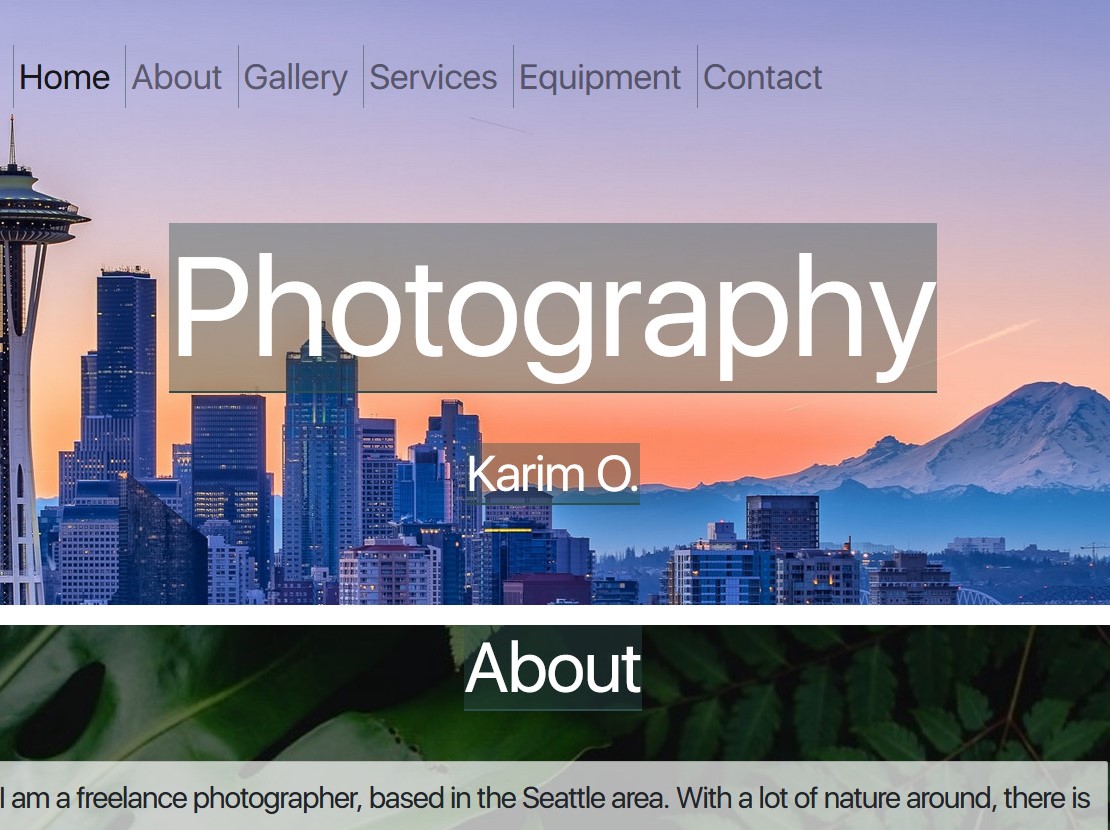 Home About Gallery Services Equipment Contact
Photography
Karim O.
About
I am a freelance photographer, based in the Seattle area. With a lot of nature around, there is